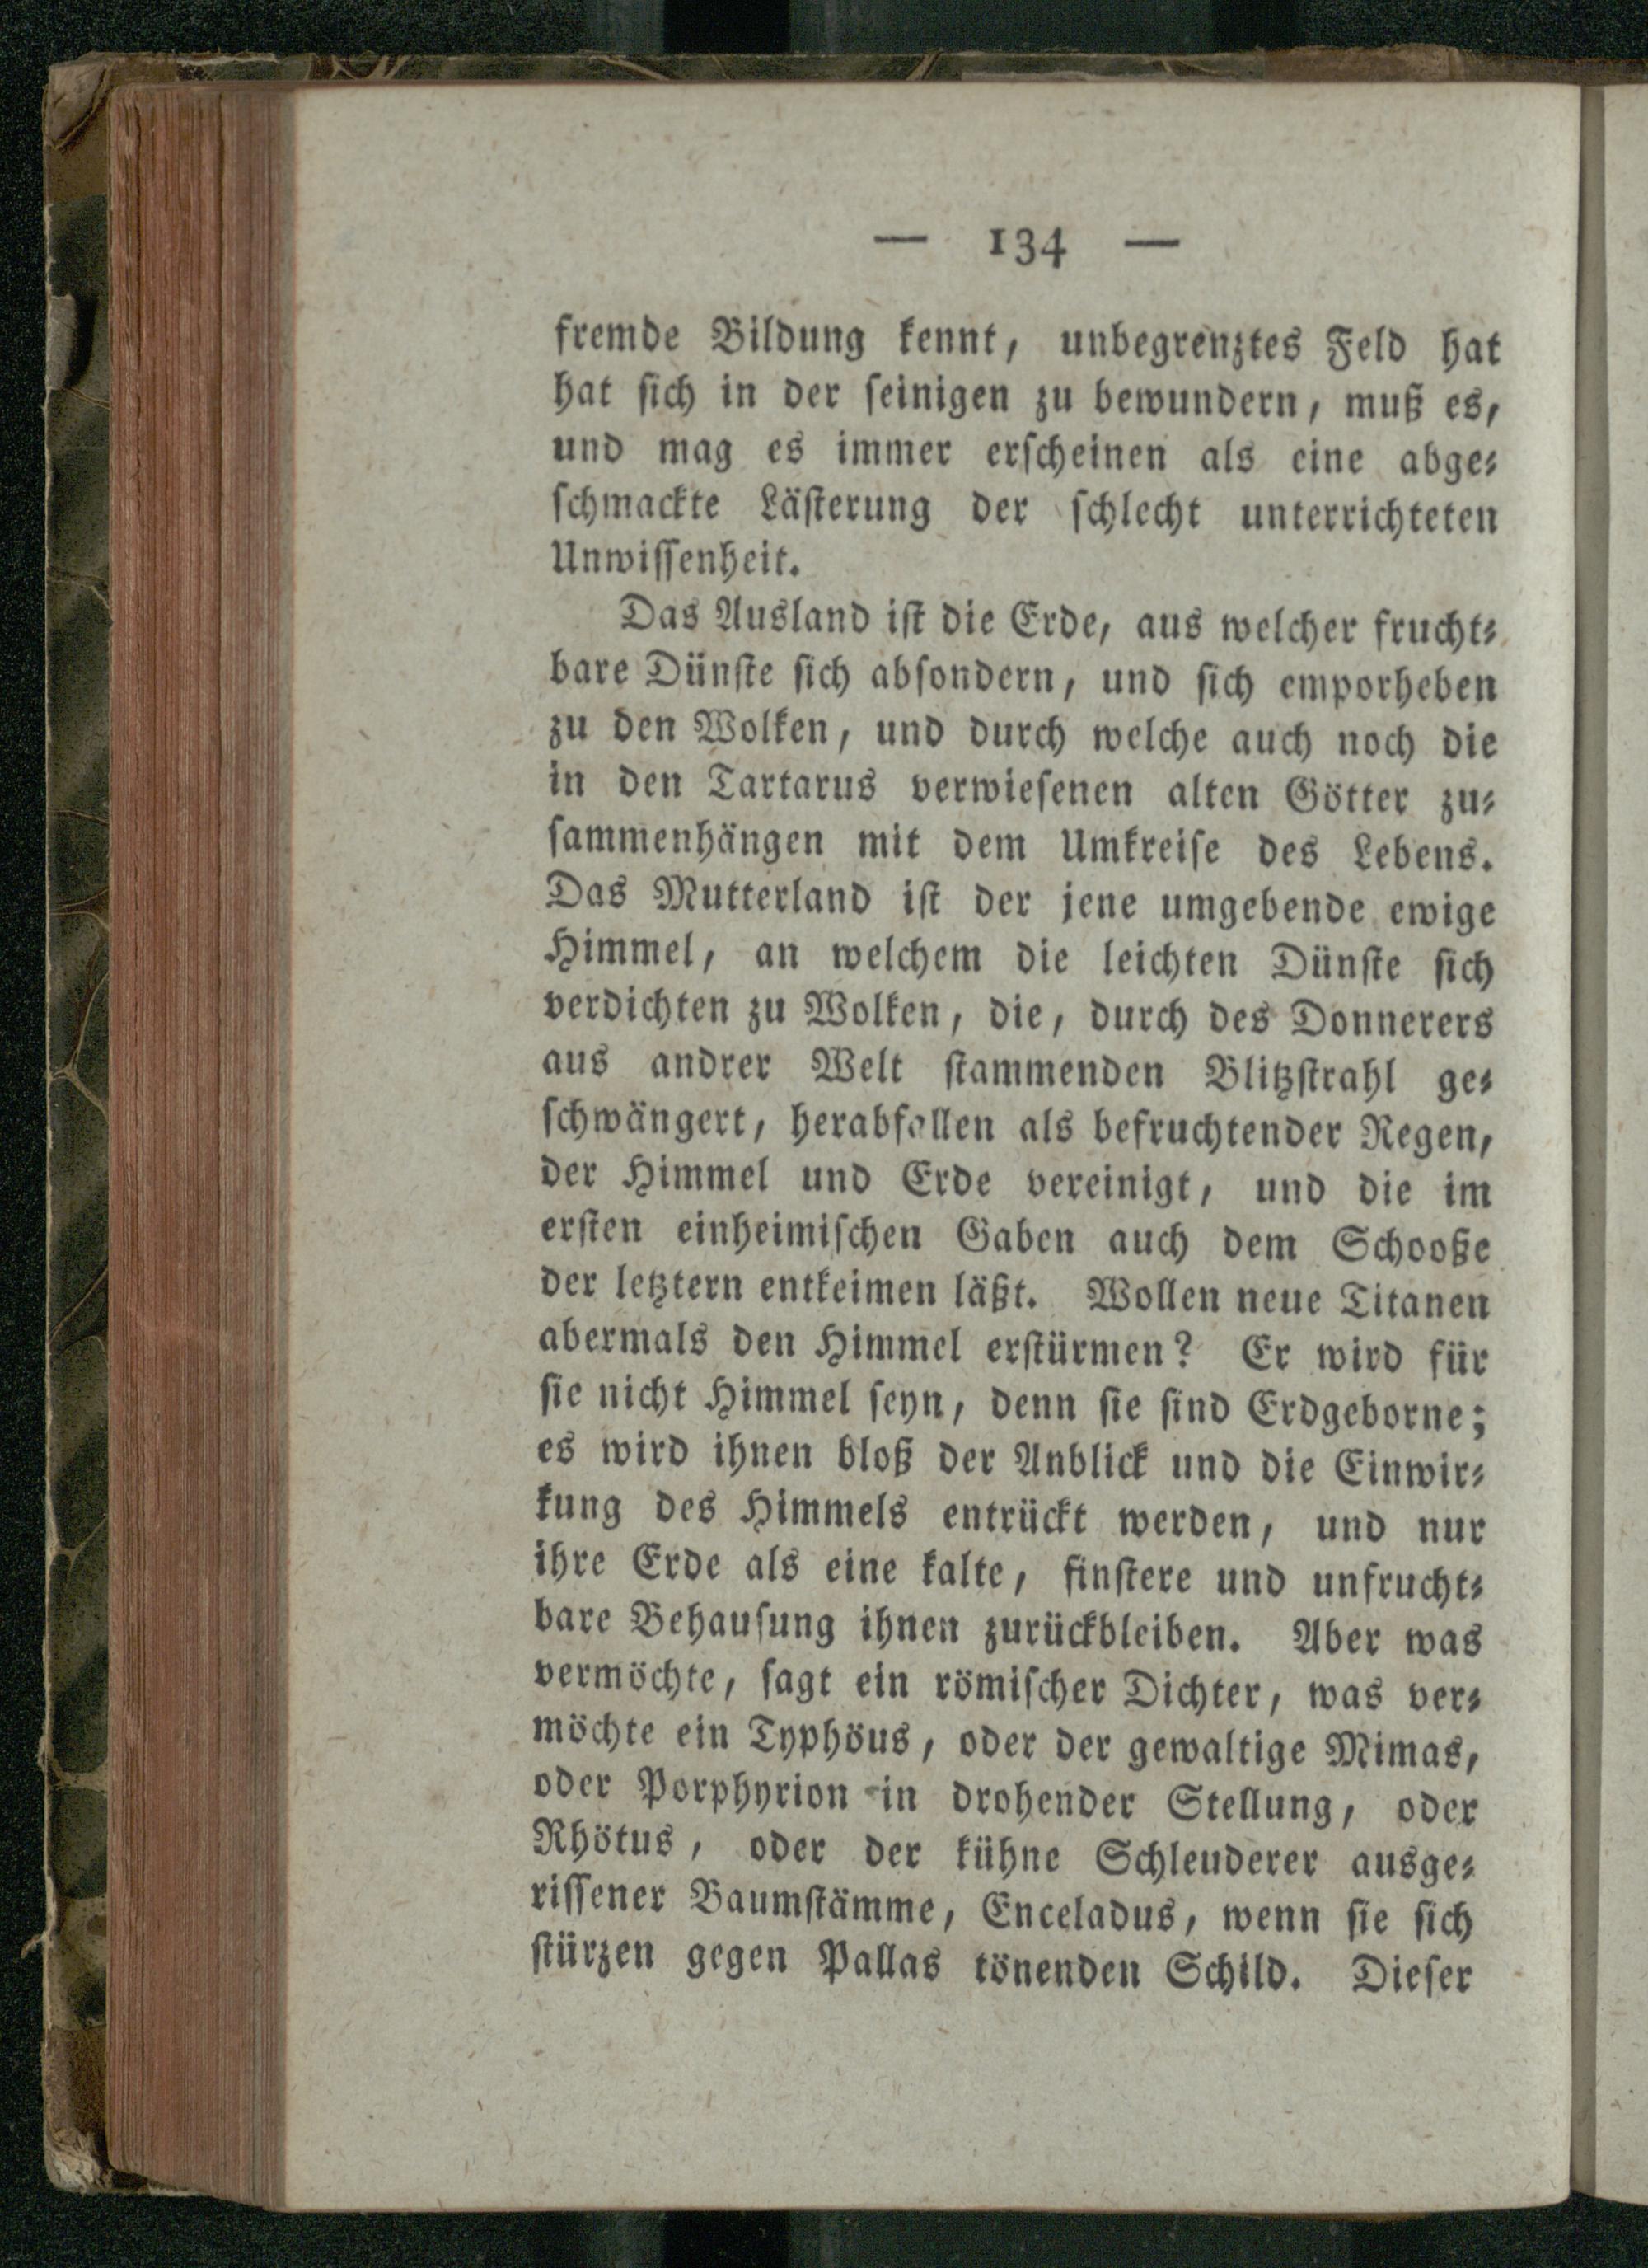 — 134 —
fremde Bildung kennt, unbegrenztes Feld hat
hat ſich in der ſeinigen zu bewundern, muß es,
und mag es immer erſcheinen als eine abge⸗
ſchmackte Läſterung der ſchlecht unterrichteten
Unwiſſenheit.
Das Ausland iſt die Erde, aus welcher frucht⸗
bare Dünſte ſich abſondern, und ſich emporheben
zu den Wolken, und durch welche auch noch die
in den Tartarus verwieſenen alten Götter zu⸗
ſammenhängen mit dem Umkreiſe des Lebens.
Das Mutterland iſt der jene umgebende ewige
Himmel, an welchem die leichten Dünſte ſich
verdichten zu Wolken, die, durch des Donnerers
aus andrer Welt ſtammenden Blitzſtrahl ge⸗
ſchwängert, herabfallen als befruchtender Regen,
der Himmel und Erde vereinigt, und die im
erſten einheimiſchen Gaben auch dem Schooße
der letztern entkeimen läßt. Wollen neue Titanen
abermals den Himmel erſtürmen? Er wird für
ſie nicht Himmel ſeyn, denn ſie ſind Erdgeborne;
es wird ihnen bloß der Anblick und die Einwir⸗
kung des Himmels entrückt werden, und nur
ihre Erde als eine kalte, finſtere und unfrucht⸗
bare Behauſung ihnen zurückbleiben. Aber was
vermöchte, ſagt ein römiſcher Dichter, was ver⸗
möchte ein Typhöus, oder der gewaltige Mimas,
oder Porphyrion in drohender Stellung, oder
Rhötus, oder der kühne Schleuderer ausge⸗
riſſener Baumſtämme, Enceladus, wenn ſie ſich
ſtürzen gegen Pallas tönenden Schild. Dieſer